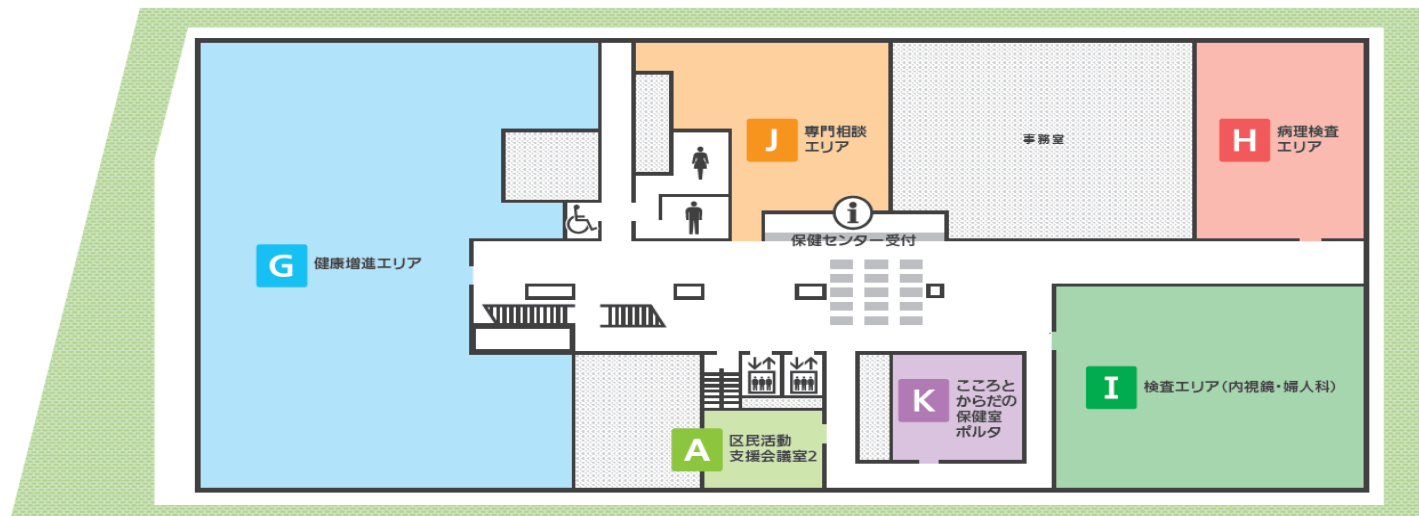 J
専門相談
エリア
事務室
H
病理検査
エリア
i
保健センター受付
G
健康増進エリア
I
検査エリア(内視鏡・婦人科)
K
こころと
からだの
保健室
ポルタ
A
区民活動
支援会議室2